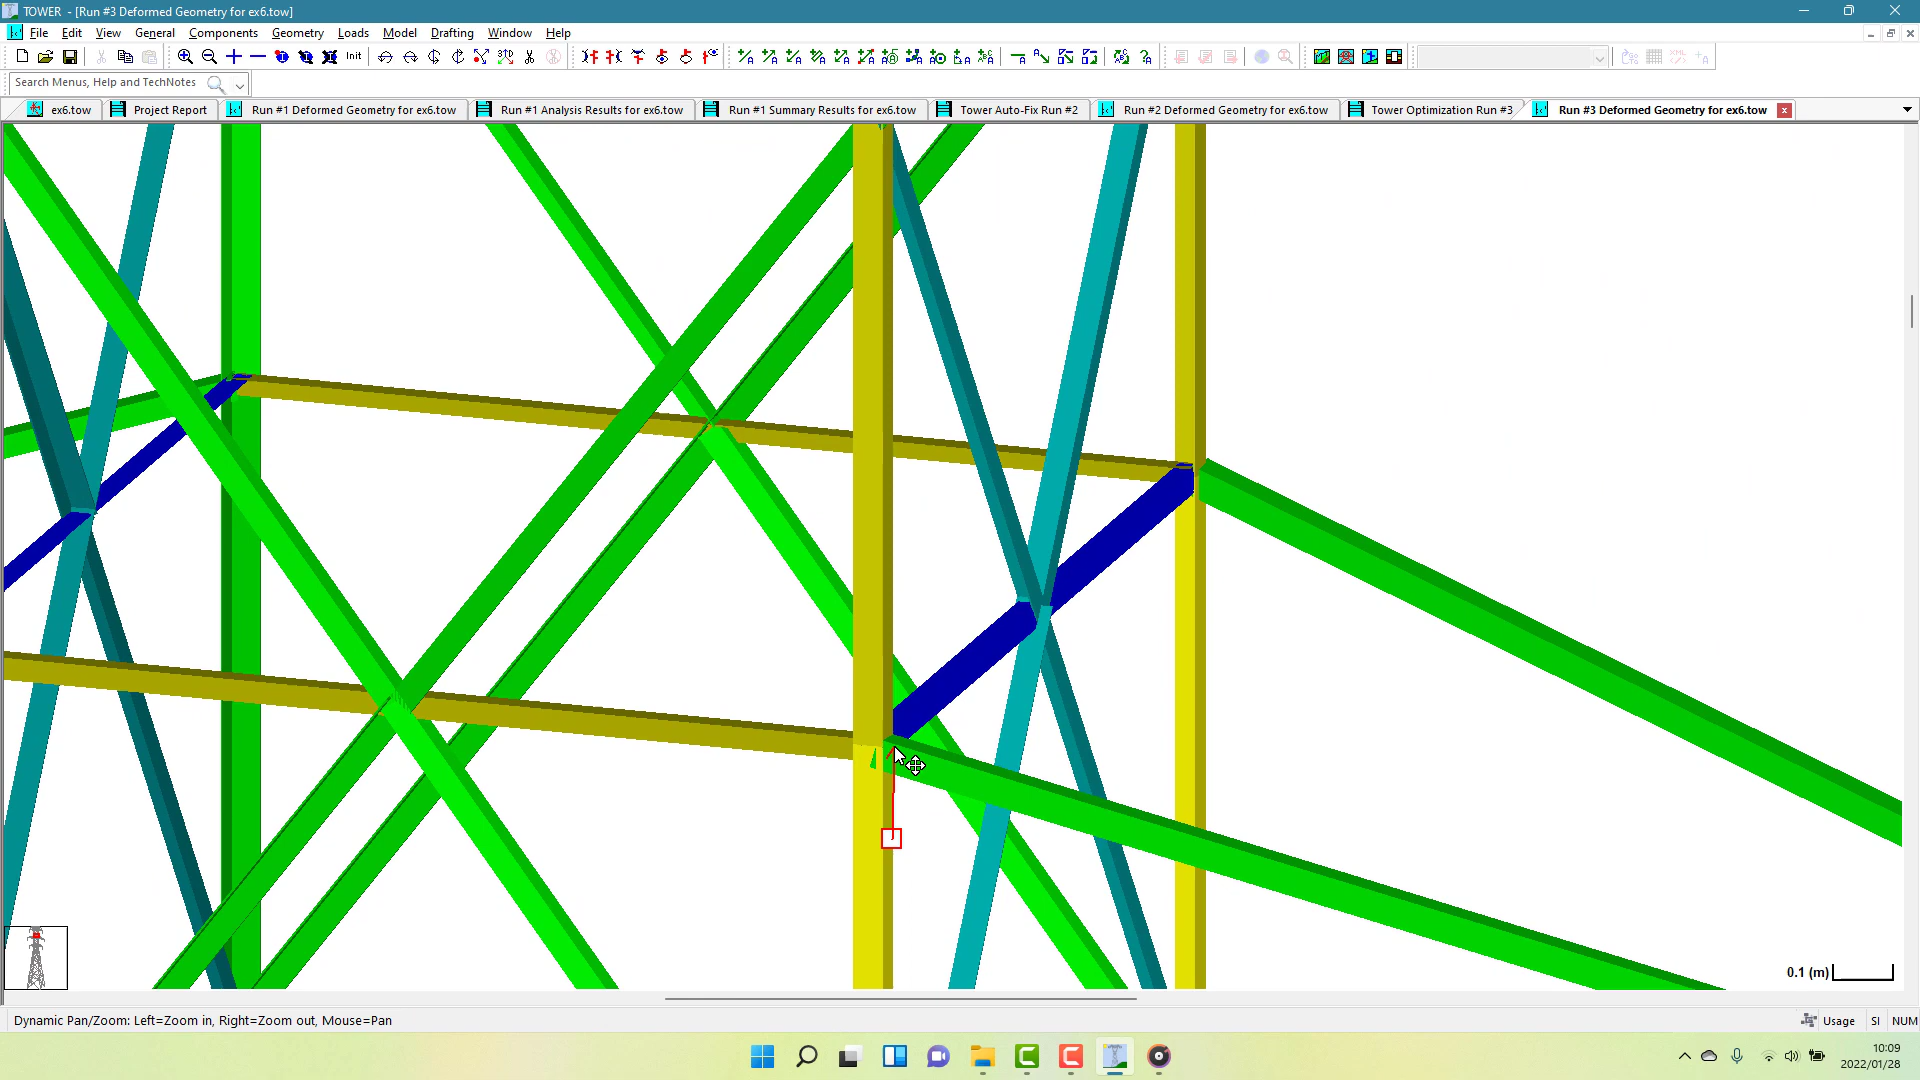 TOWER - [Run #3 Deformed Geometry for ex6.tow]
File Edit View General Components Geometry Loads Model Drafting Window Help
Init
Search Menus, Help and TechNotes
ex6.tow Project Report Run #1 Deformed Geometry for ex6.tow Run #1 Analysis Results for ex6.tow Run #1 Summary Results for ex6.tow Tower Auto-Fix Run #2 Run #2 Deformed Geometry for ex6.tow Tower Optimization Run #3 Run #3 Deformed Geometry for ex6.tow
0.1 (m)
Dynamic Pan/Zoom: Left=Zoom in, Right=Zoom out, Mouse=Pan
Usage SI NUM
10:09
2022/01/28